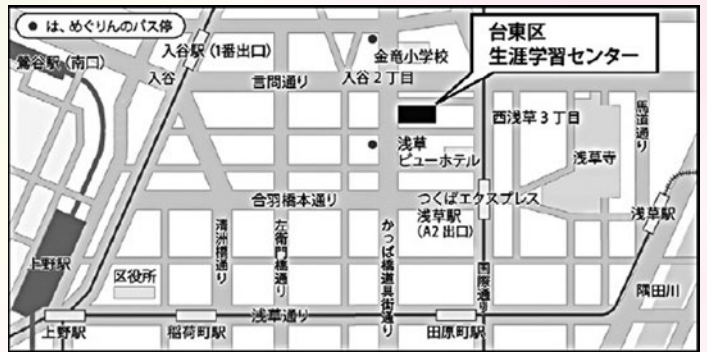 ● は、めぐりんのバス停
台東区
生涯学習センター
鶯谷駅（南口）
入谷駅（1番出口）
入谷
言問通り
金竜小学校
入谷2丁目
西浅草3丁目
馬道通り
浅草
ビューホテル
浅草寺
合羽橋本通り
つくばエクスプレス
浅草駅
（A2出口）
浅草駅
清洲橋通り
左衛門橋通り
かっぱ橋道具街通り
国際通り
上野駅
区役所
隅田川
浅草通り
上野駅
稲荷町駅
田原町駅